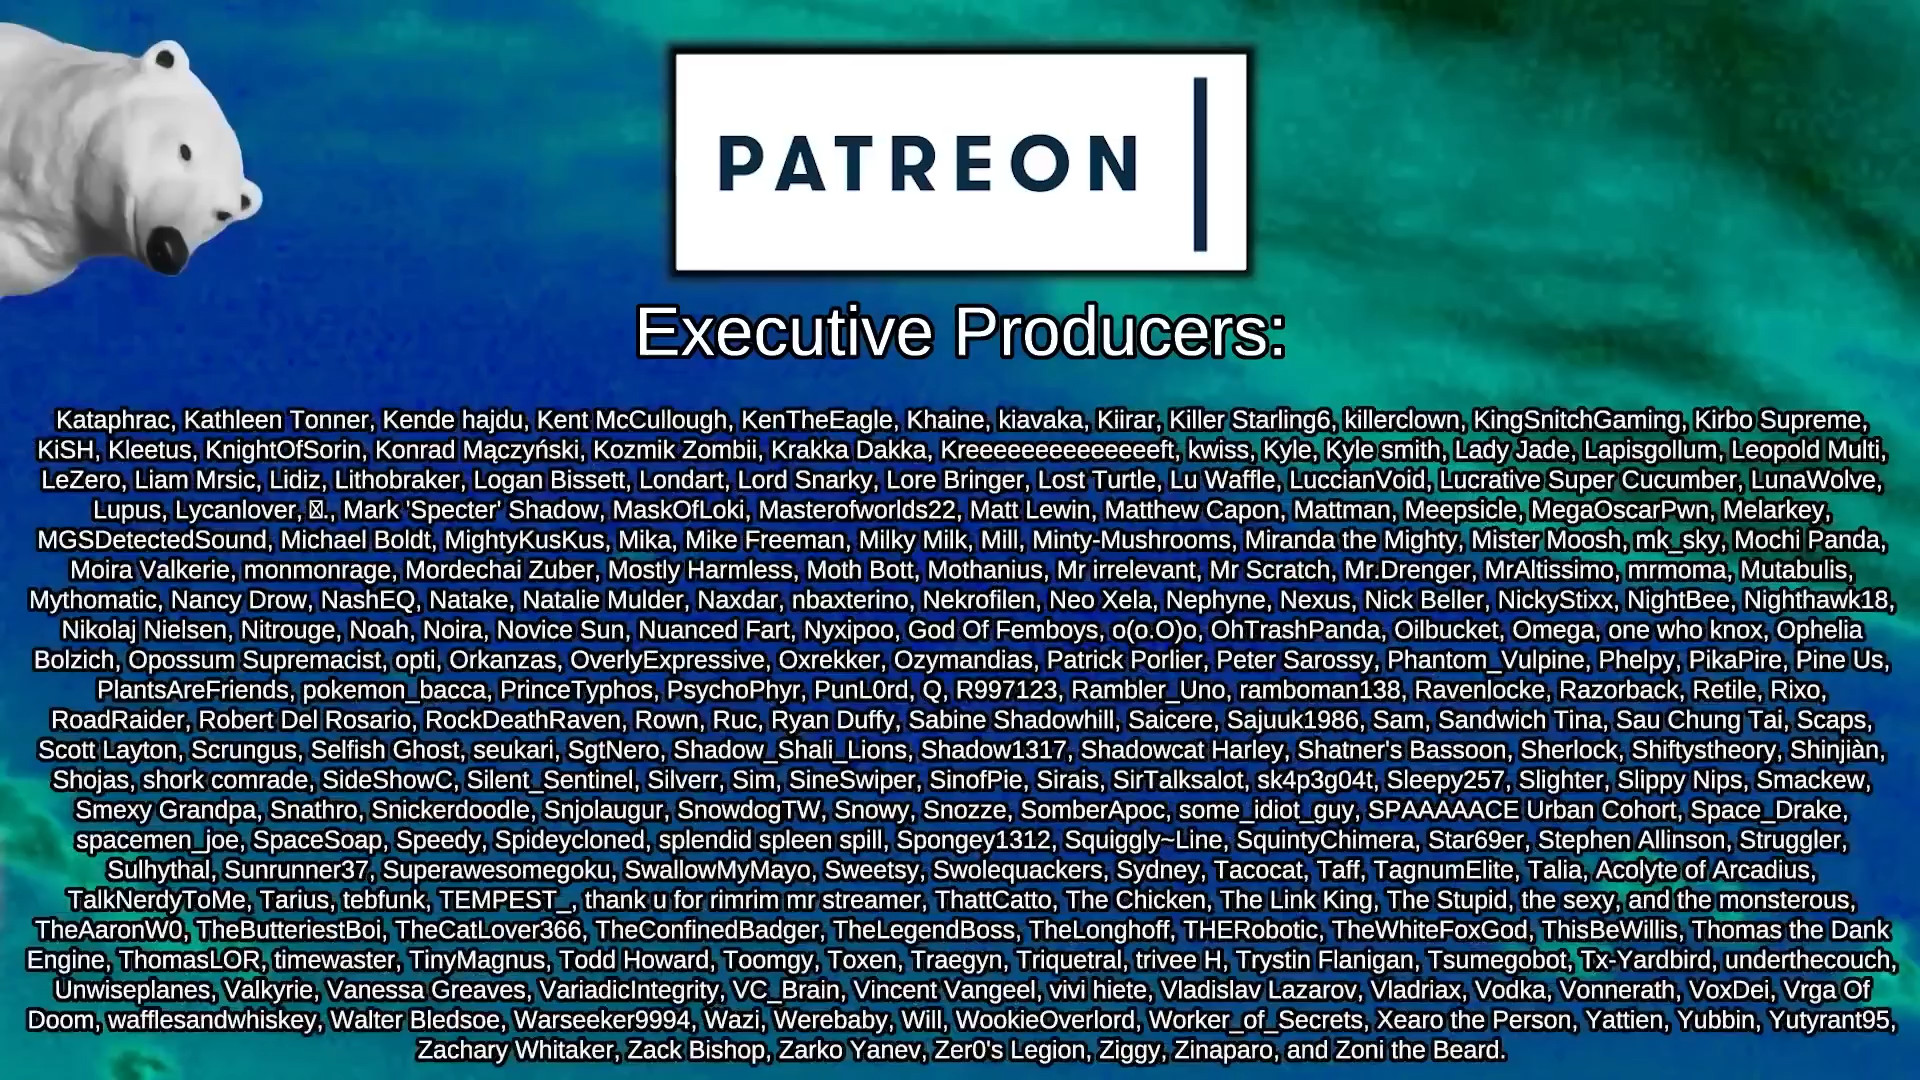 PATREON
Executive Producers:
Kataphrac, Kathleen Tonner, Kende hajdu, Kent McCullough, KenTheEagle, Khaine, kiavaka, Kiirar, Killer Starling6, killerclown, KingSnitchGaming, Kirbo Supreme,
KiSH, Kleetus, KnightOfSorin, Konrad Mączyński, Kozmik Zombii, Krakka Dakka, Kreeeeeeeeeeeeeeft, kwiss, Kyle, Kyle smith, Lady Jade, Lapisgollum, Leopold Multi,
LeZero, Liam Mrsic, Lidiz, Lithobraker, Logan Bissett, Londart, Lord Snarky, Lore Bringer, Lost Turtle, Lu Waffle, LuccianVoid, Lucrative Super Cucumber, LunaWolve,
Lupus, Lycanlover, ., Mark 'Specter' Shadow, MaskOfLoki, Masterofworlds22, Matt Lewin, Matthew Capon, Mattman, Meepsicle, MegaOscarPwn, Melarkey,
MGSDetectedSound, Michael Boldt, MightyKusKus, Mika, Mike Freeman, Milky Milk, Mill, Minty-Mushrooms, Miranda the Mighty, Mister Moosh, mk_sky, Mochi Panda,
Moira Valkerie, monmonrage, Mordechai Zuber, Mostly Harmless, Moth Bott, Mothanius, Mr irrelevant, Mr Scratch, Mr.Drenger, MrAltissimo, mrmoma, Mutabulis,
Mythomatic, Nancy Drow, NashEQ, Natake, Natalie Mulder, Naxdar, nbaxterino, Nekrofilen, Neo Xela, Nephyne, Nexus, Nick Beller, NickyStixx, NightBee, Nighthawk18,
Nikolaj Nielsen, Nitrouge, Noah, Noira, Novice Sun, Nuanced Fart, Nyxipoo, God Of Femboys, o(o.O)o, OhTrashPanda, Oilbucket, Omega, one who knox, Ophelia
Bolzich, Opossum Supremacist, opti, Orkanzas, OverlyExpressive, Oxrekker, Ozymandias, Patrick Porlier, Peter Sarossy, Phantom_Vulpine, Phelpy, PikaPire, Pine Us,
PlantsAreFriends, pokemon_bacca, PrinceTyphos, PsychoPhyr, PunL0rd, Q, R997123, Rambler_Uno, ramboman138, Ravenlocke, Razorback, Retile, Rixo,
RoadRaider, Robert Del Rosario, RockDeathRaven, Rown, Ruc, Ryan Duffy, Sabine Shadowhill, Saicere, Sajuuk1986, Sam, Sandwich Tina, Sau Chung Tai, Scaps,
Scott Layton, Scrungus, Selfish Ghost, seukari, SgtNero, Shadow_Shali_Lions, Shadow1317, Shadowcat Harley, Shatner's Bassoon, Sherlock, Shiftystheory, Shinjiàn,
Shojas, shork comrade, SideShowC, Silent_Sentinel, Silverr, Sim, SineSwiper, SinofPie, Sirais, SirTalksalot, sk4p3g04t, Sleepy257, Slighter, Slippy Nips, Smackew,
Smexy Grandpa, Snathro, Snickerdoodle, Snjolaugur, SnowdogTW, Snowy, Snozze, SomberApoc, some_idiot_guy, SPAAAAACE Urban Cohort, Space_Drake,
spacemen_joe, SpaceSoap, Speedy, Spideycloned, splendid spleen spill, Spongey1312, Squiggly~Line, SquintyChimera, Star69er, Stephen Allinson, Struggler,
Sulhythal, Sunrunner37, Superawesomegoku, SwallowMyMayo, Sweetsy, Swolequackers, Sydney, Tacocat, Taff, TagnumElite, Talia, Acolyte of Arcadius,
TalkNerdyToMe, Tarius, tebfunk, TEMPEST_, thank u for rimrim mr streamer, ThattCatto, The Chicken, The Link King, The Stupid, the sexy, and the monsterous,
TheAaronW0, TheButteriestBoi, TheCatLover366, TheConfinedBadger, TheLegendBoss, TheLonghoff, THERobotic, TheWhiteFoxGod, ThisBeWillis, Thomas the Dank
Engine, ThomasLOR, timewaster, TinyMagnus, Todd Howard, Toomgy, Toxen, Traegyn, Triquetral, trivee H, Trystin Flanigan, Tsumegobot, Tx-Yardbird, underthecouch,
Unwiseplanes, Valkyrie, Vanessa Greaves, VariadicIntegrity, VC_Brain, Vincent Vangeel, vivi hiete, Vladislav Lazarov, Vladriax, Vodka, Vonnerath, VoxDei, Vrga Of
Doom, wafflesandwhiskey, Walter Bledsoe, Warseeker9994, Wazi, Werebaby, Will, WookieOverlord, Worker_of_Secrets, Xearo the Person, Yattien, Yubbin, Yutyrant95,
Zachary Whitaker, Zack Bishop, Zarko Yanev, Zer0's Legion, Ziggy, Zinaparo, and Zoni the Beard.